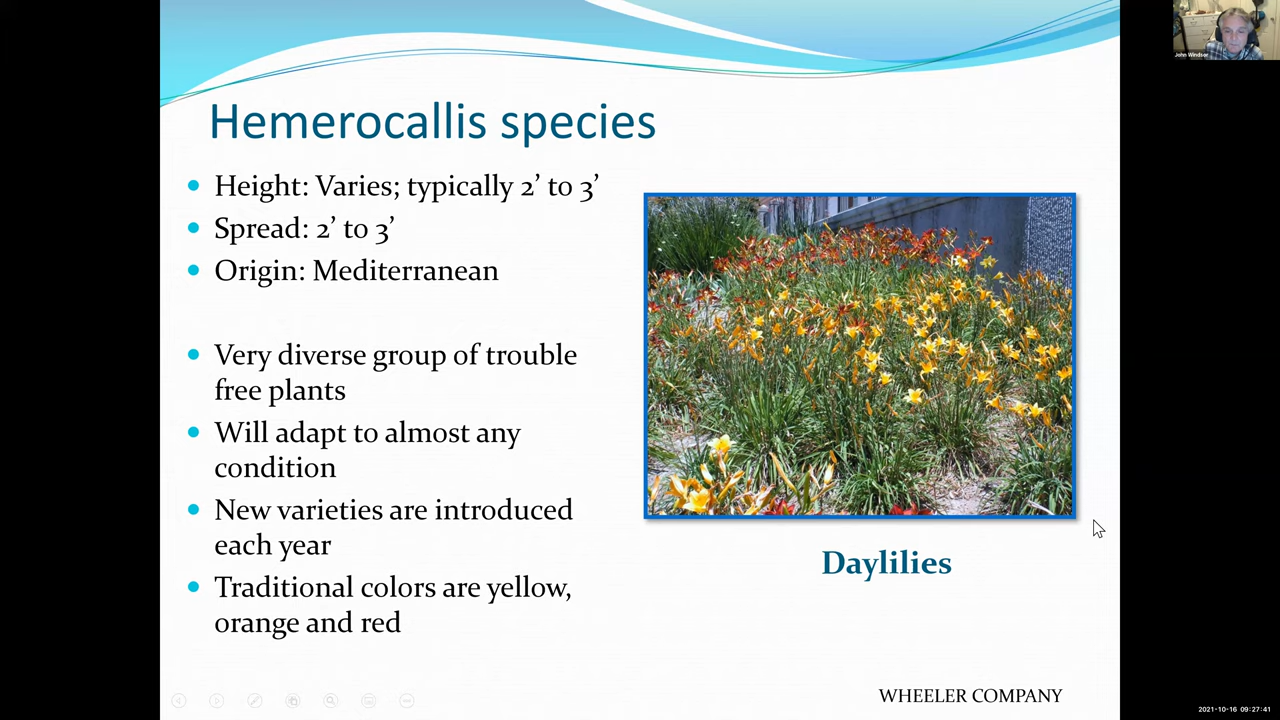 John Windsor
Hemerocallis species
Height: Varies; typically 2’ to 3’
Spread: 2’ to 3’
Origin: Mediterranean
Very diverse group of trouble
free plants
Will adapt to almost any
condition
New varieties are introduced
each year
Traditional colors are yellow,
orange and red
Daylilies
WHEELER COMPANY
2021-10-16 09:27:41